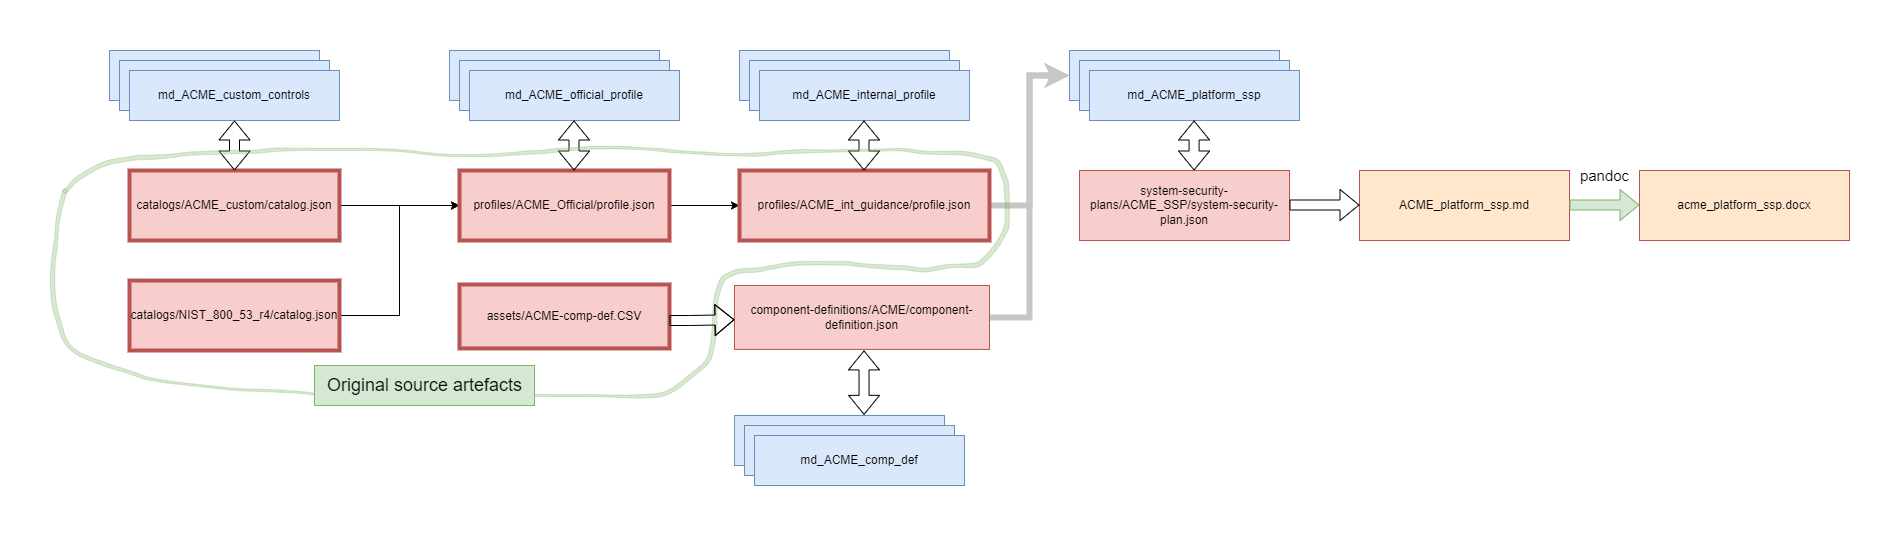 md_ACME_custom_controls
md_ACME_official_profile
md_ACME_internal_profile
md_ACME_platform_ssp
catalogs/ACME_custom/catalog.json
profiles/ACME_Official/profile.json
profiles/ACME_int_guidance/profile.json
system-security-
plans/ACME_SSP/system-security-
plan.json
ACME_platform_ssp.md
pandoc
acme_platform_ssp.docx
catalogs/NIST_800_53_r4/catalog.json
assets/ACME-comp-def.CSV
component-definitions/ACME/component-
definition.json
Original source artefacts
md_ACME_comp_def